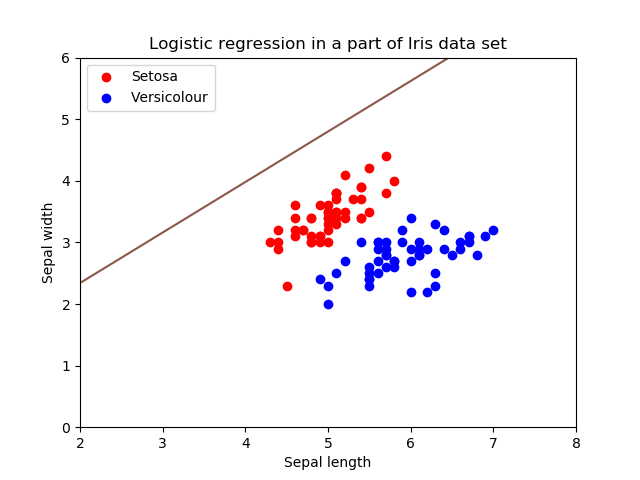 Logistic regression in a part of Iris data set
Setosa
Versicolour
Sepal width
6
5
4
3
2
1
0
2 3 4 5 6 7 8
Sepal length